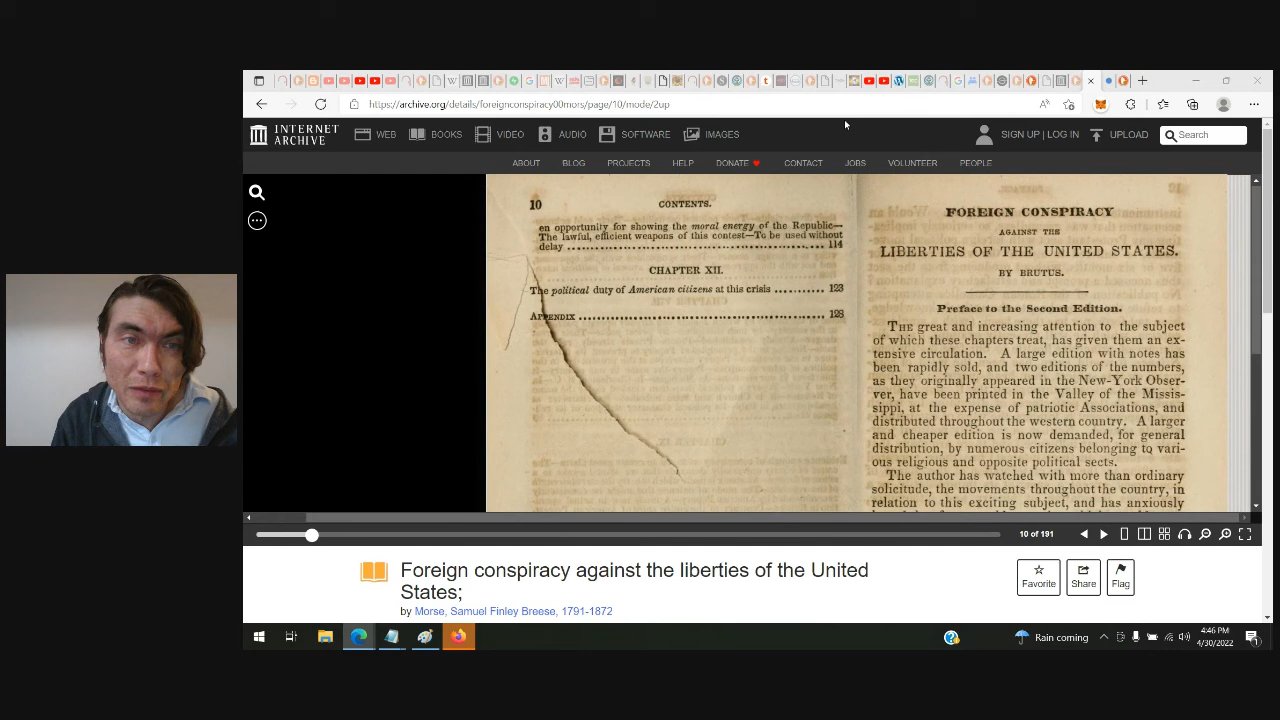 https://archive.org/details/foreignconspiracy00mors/page/10/mode/2up
INTERNET
ARCHIVE
WEB
BOOKS
VIDEO
AUDIO
SOFTWARE
IMAGES
SIGN UP | LOG IN
UPLOAD
Search
ABOUT
BLOG
PROJECTS
HELP
DONATE
CONTACT
JOBS
VOLUNTEER
PEOPLE
10 CONTENTS.
en opportunity for showing the moral energy of the Republic—
The lawful, efficient weapons of this contest—To be used without
delay 114
CHAPTER XII.
The political duty of American citizens at this crisis 123
APPENDIX 128
FOREIGN CONSPIRACY
AGAINST THE
LIBERTIES OF THE UNITED STATES.
BY BRUTUS.
Preface to the Second Edition.
THE great and increasing attention to the subject
of which these chapters treat, has given them an ex-
tensive circulation. A large edition with notes has
been rapidly sold, and two editions of the numbers,
as they originally appeared in the New-York Obser-
ver, have been printed in the Valley of the Missis-
sippi, at the expense of patriotic Associations, and
distributed throughout the western country. A larger
and cheaper edition is now demanded, for general
distribution, by numerous citizens belonging to vari-
ous religious and opposite political sects.
The author has watched with more than ordinary
solicitude, the movements throughout the country, in
relation to this exciting subject, and has anxiously
10 of 191
Foreign conspiracy against the liberties of the United
States;
by Morse, Samuel Finley Breese, 1791-1872
Favorite
Share
Flag
Rain coming
4:46 PM
4/30/2022